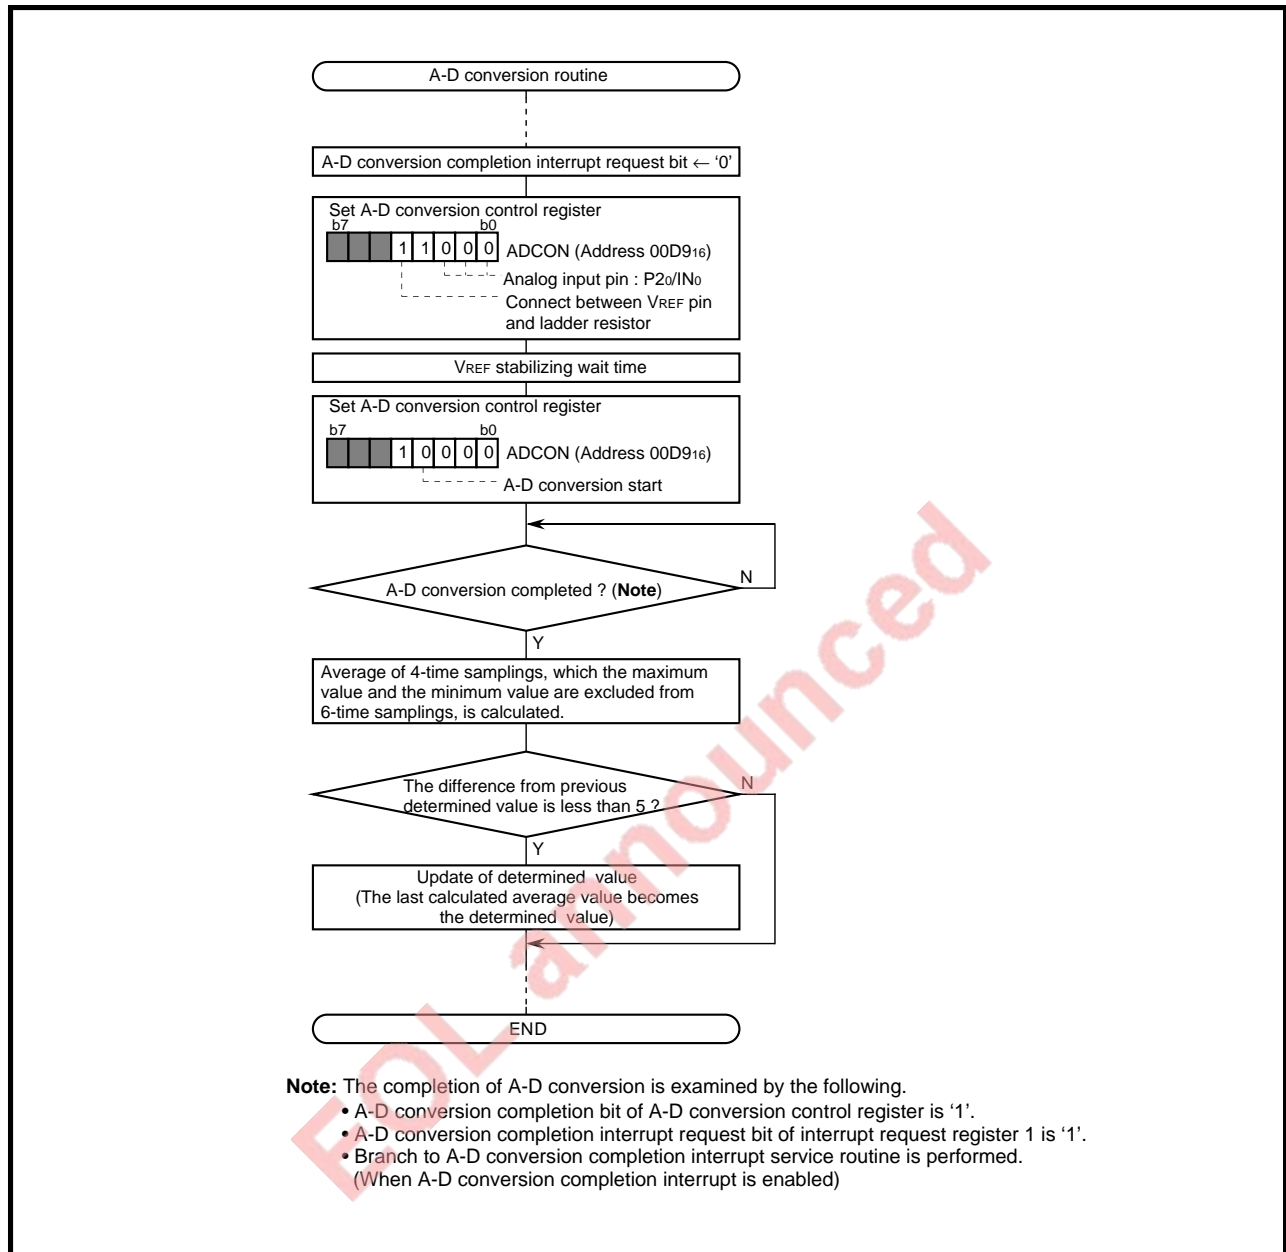 A-D conversion routine
A-D conversion completion interrupt request bit ← ‘0’
Set A-D conversion control register
b7 b0
1 1 0 0 0 ADCON (Address 00D916)
Analog input pin : P20/IN0
Connect between VREF pin
and ladder resistor
VREF stabilizing wait time
Set A-D conversion control register
b7 b0
1 0 0 0 0 ADCON (Address 00D916)
A-D conversion start
A-D conversion completed ? (Note)
N
Y
Average of 4-time samplings, which the maximum
value and the minimum value are excluded from
6-time samplings, is calculated.
The difference from previous
determined value is less than 5 ?
N
Y
Update of determined value
(The last calculated average value becomes
the determined value)
END
Note: The completion of A-D conversion is examined by the following.
• A-D conversion completion bit of A-D conversion control register is ‘1’.
• A-D conversion completion interrupt request bit of interrupt request register 1 is ‘1’.
• Branch to A-D conversion completion interrupt service routine is performed.
(When A-D conversion completion interrupt is enabled)
EOL announced